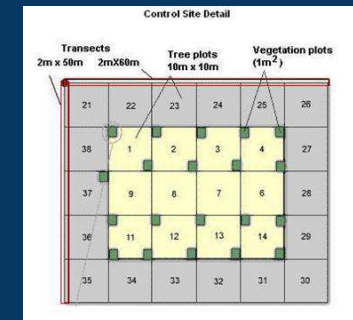 Control Site Detail
Transects
2m x 50m 2mX60m
Tree plots
10m x 10m
Vegetation plots
(1m²)
21 22 23 24 25 26
38 1 2 3 4 27
37 9 8 7 6 28
36 11 12 13 14 29
35 34 33 32 31 30